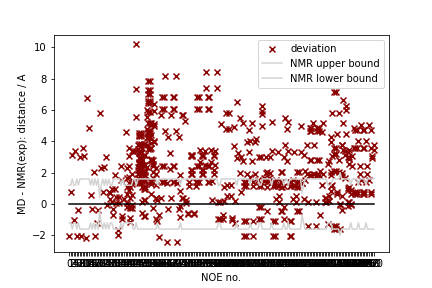 10
8
6
4
2
0
−2
MD - NMR(exp): distance / A
deviation
NMR upper bound
NMR lower bound
NOE no.